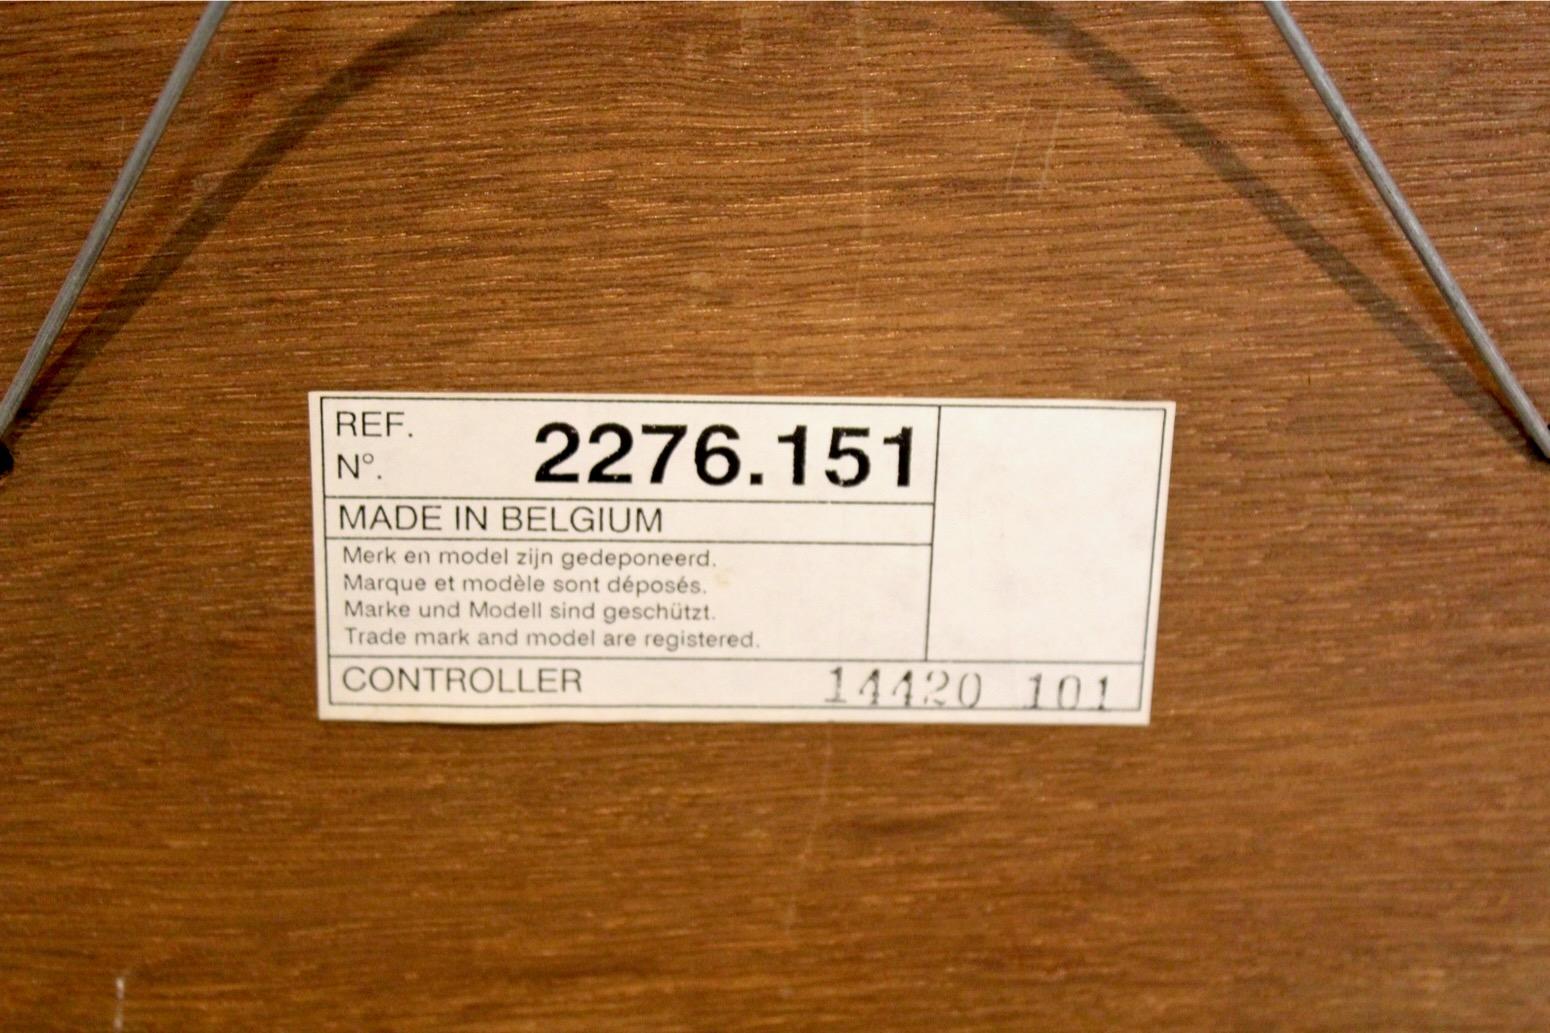 REF.
N°. 2276.151
MADE IN BELGIUM
Merk en model zijn gedeponeerd.
Marque et modèle sont déposés.
Marke und Modell sind geschützt.
Trade mark and model are registered.
CONTROLLER 14420 101